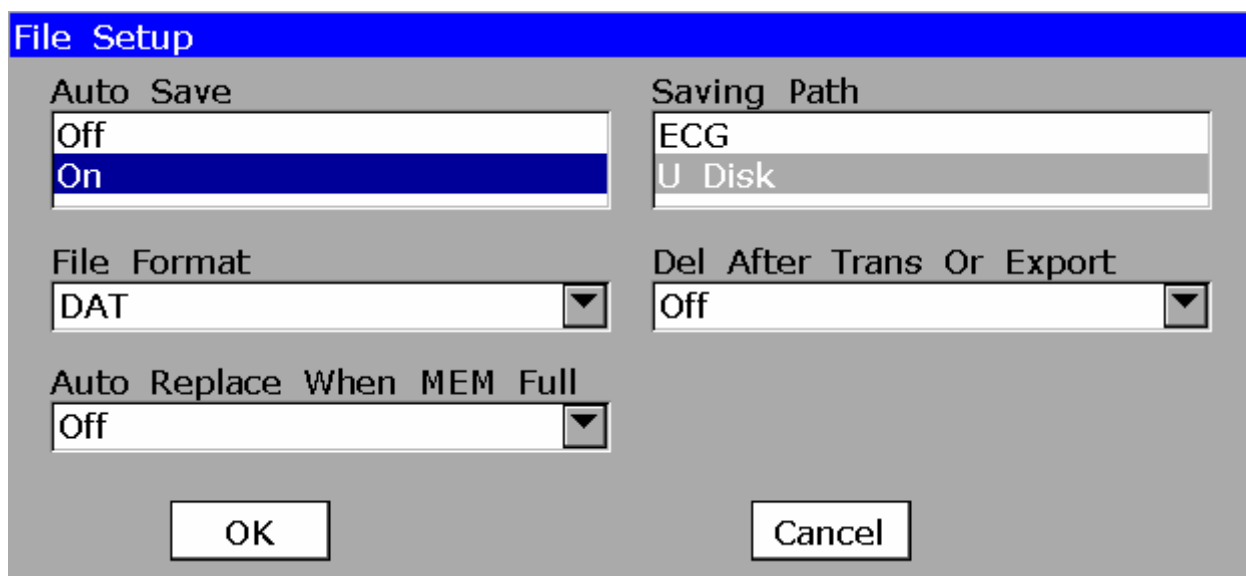 File Setup
Auto Save
Off
On
Saving Path
ECG
U Disk
File Format
DAT
Del After Trans Or Export
Off
Auto Replace When MEM Full
Off
OK
Cancel